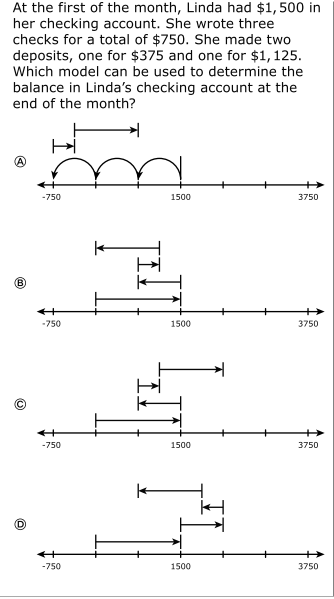 At the first of the month, Linda had $1,500 in
her checking account. She wrote three
checks for a total of $750. She made two
deposits, one for $375 and one for $1,125.
Which model can be used to determine the
balance in Linda's checking account at the
end of the month?
A
-750 1500 3750
B
-750 1500 3750
C
-750 1500 3750
D
-750 1500 3750